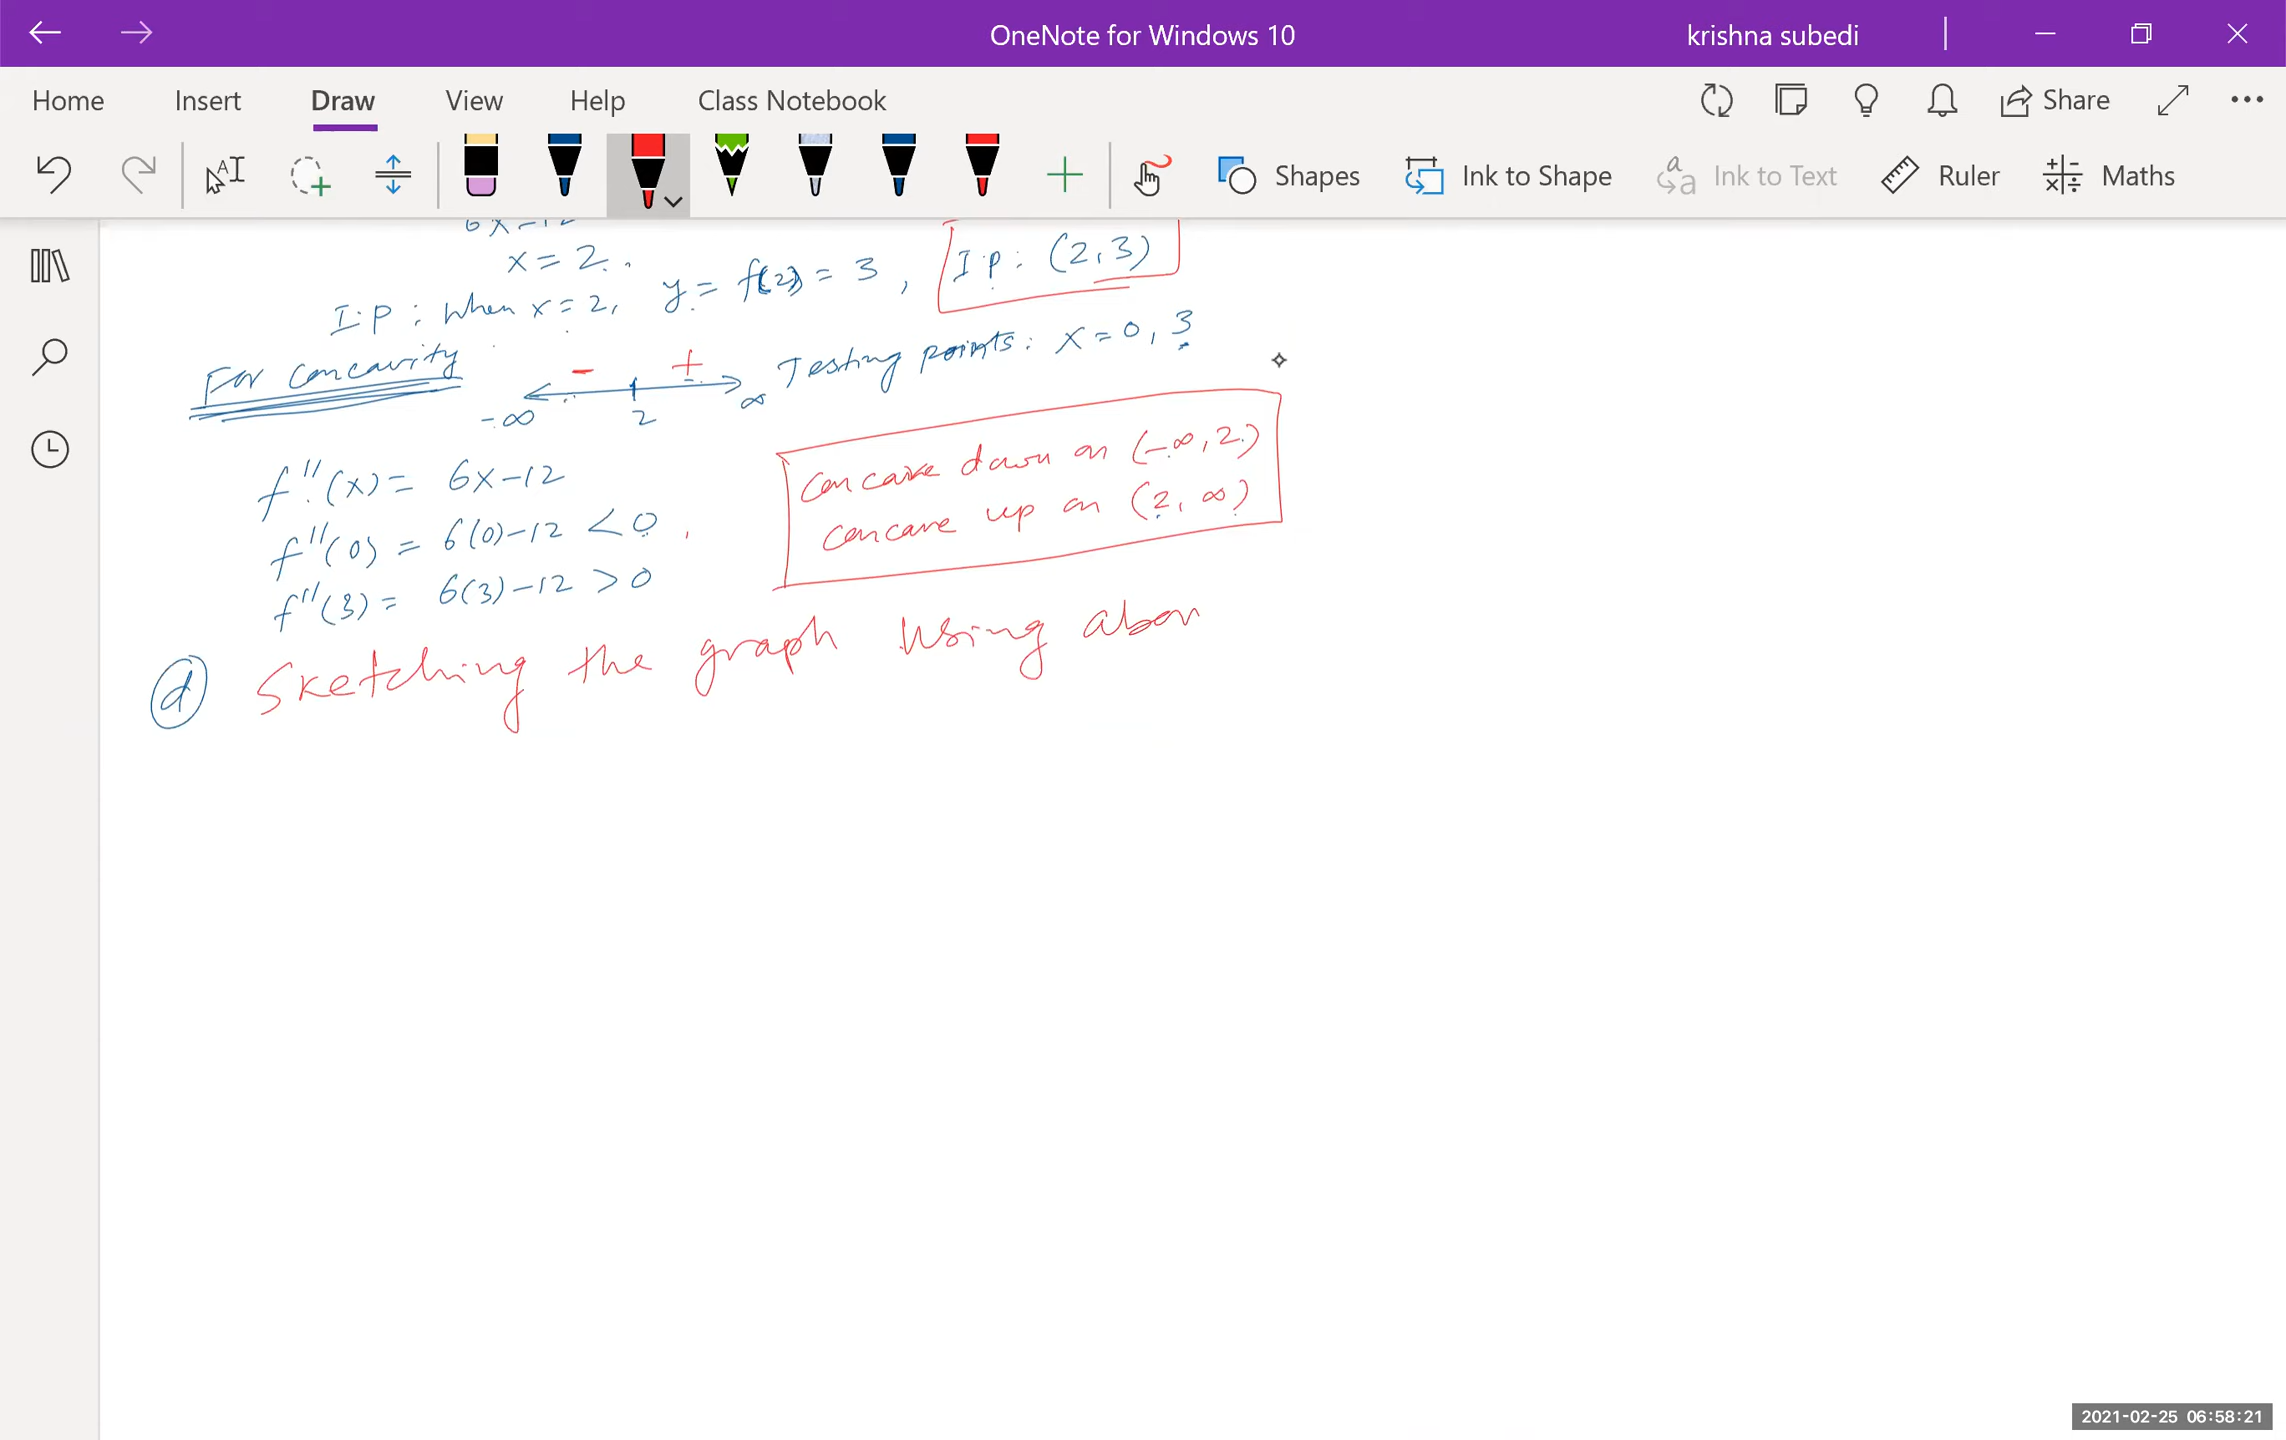 OneNote for Windows 10
krishna subedi
Home Insert Draw View Help Class Notebook Share
Shapes Ink to Shape Ink to Text Ruler Maths
6x-12
x = 2.
I.P : when x = 2, y = f(2) = 3 , I.P : (2,3)
For concavity
- +
-∞ 2 ∞
Testing points: x = 0, 3
f''(x) = 6x-12
f''(0) = 6(0)-12 < 0,
f''(3) = 6(3)-12 > 0
concave down on (-∞,2)
concave up on (2, ∞)
d Sketching the graph using abov
2021-02-25 06:58:21